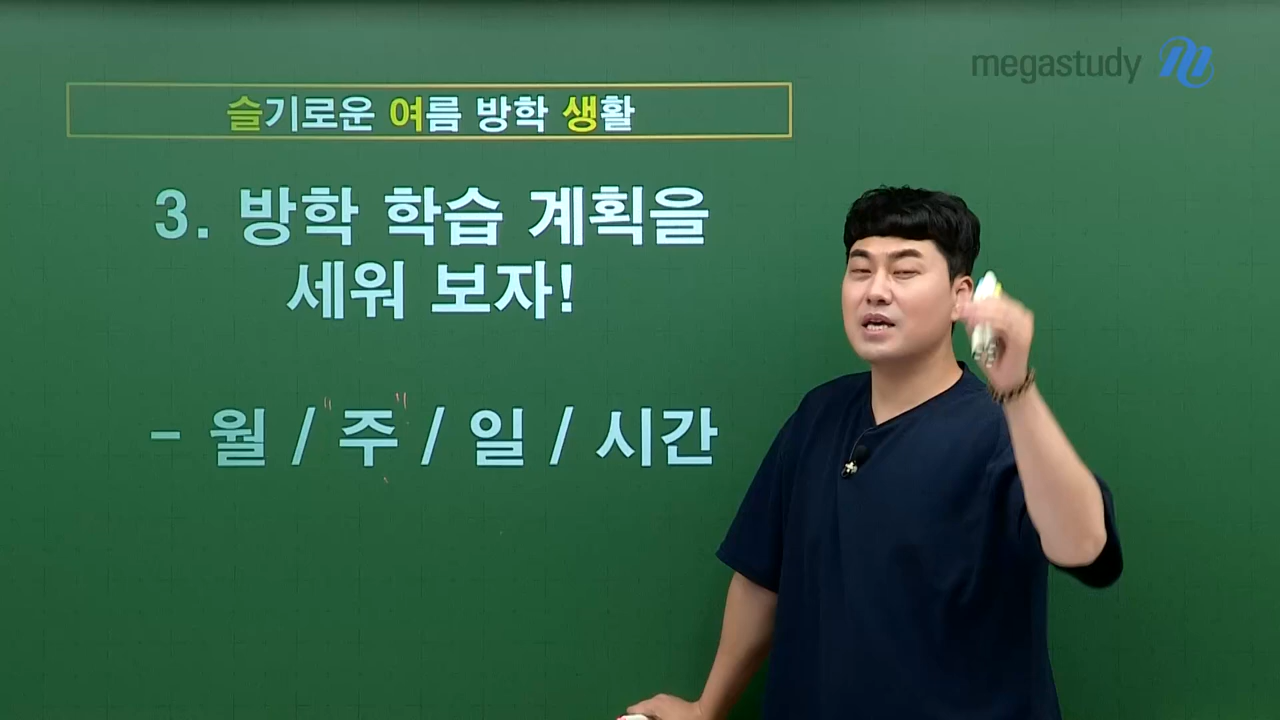 megastudy
슬기로운 여름 방학 생활
3. 방학 학습 계획을
세워 보자!
- 월 / 주 / 일 / 시간